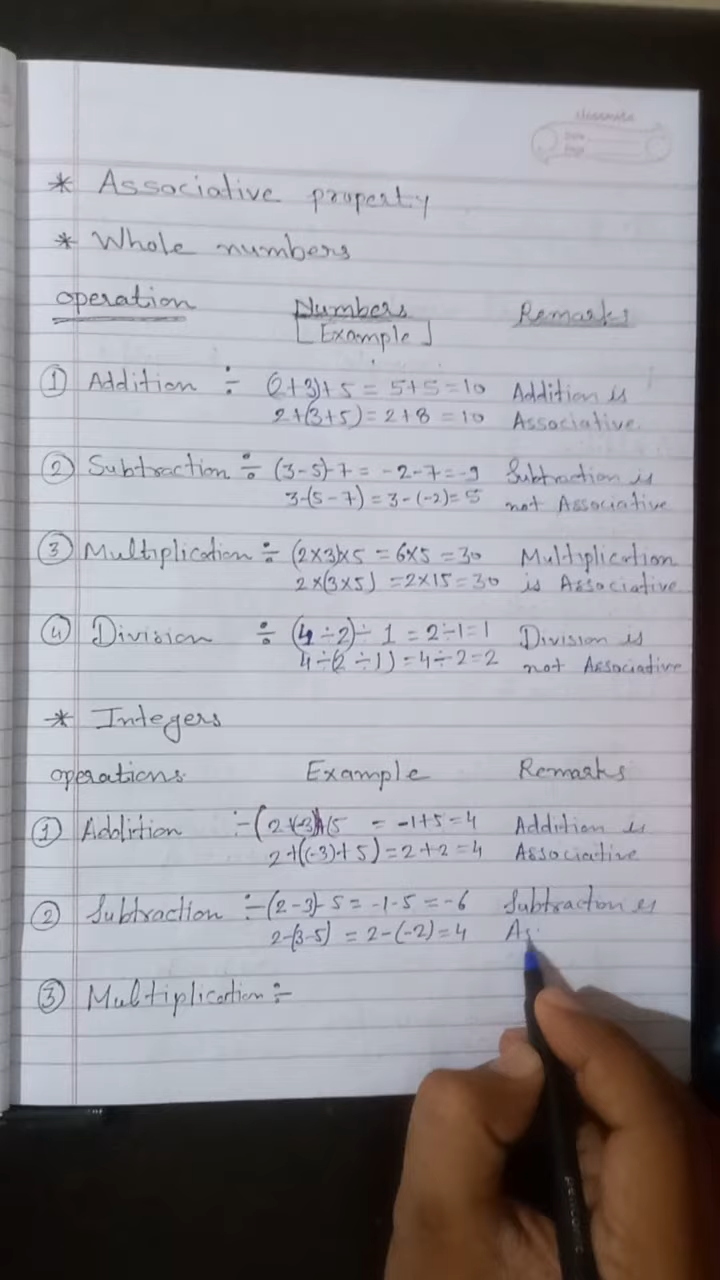 classmate
Date
Page
* Associative property
* Whole numbers
operation Numbers Remarks
[Example]
① Addition ÷ (2+3)+5 = 5+5=10 Addition is
2+(3+5)=2+8=10 Associative
② Subtraction ÷ (3-5)-7 = -2-7=-9 Subtraction is
3-(5-7)=3-(-2)=5 not Associative
③ Multiplication ÷ (2×3)×5 =6×5=30 Multiplication
2×(3×5) =2×15=30 is Associative
④ Division ÷ (4÷2)÷ 1 =2÷1=1 Division is
4÷(2÷1)=4÷2=2 not Associative
* Integers
operations Example Remarks
① Addition ÷(2+(-3))+5 = -1+5=4 Addition is
2+((-3)+5)=2+2=4 Associative
② Subtraction ÷(2-3)-5=-1-5=-6 Subtraction is
2-(3-5) =2-(-2)=4 As
③ Multiplication ÷